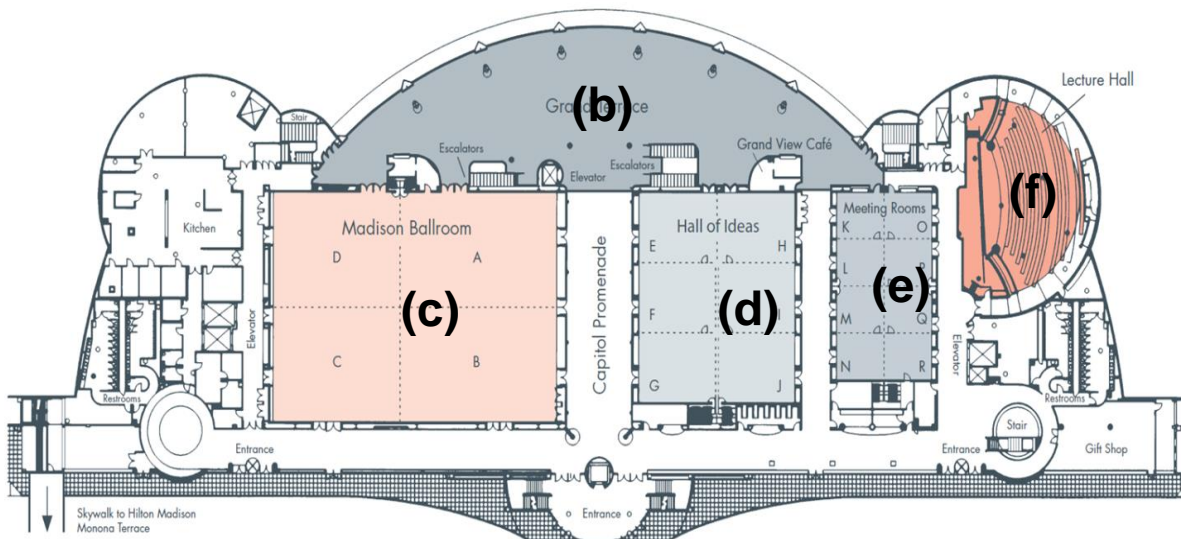 Lecture Hall
(b)
Grand Terrace
Stair
Escalators
Elevator
Escalators
Grand View Café
Kitchen
Madison Ballroom
D
A
(c)
C
B
Elevator
Capitol Promenade
Hall of Ideas
E
H
(d)
F
I
G
J
Meeting Rooms
K
O
L
P
(e)
M
Q
N
R
(f)
Elevator
Restrooms
Restrooms
Stair
Gift Shop
Entrance
Entrance
Entrance
Skywalk to Hilton Madison
Monona Terrace